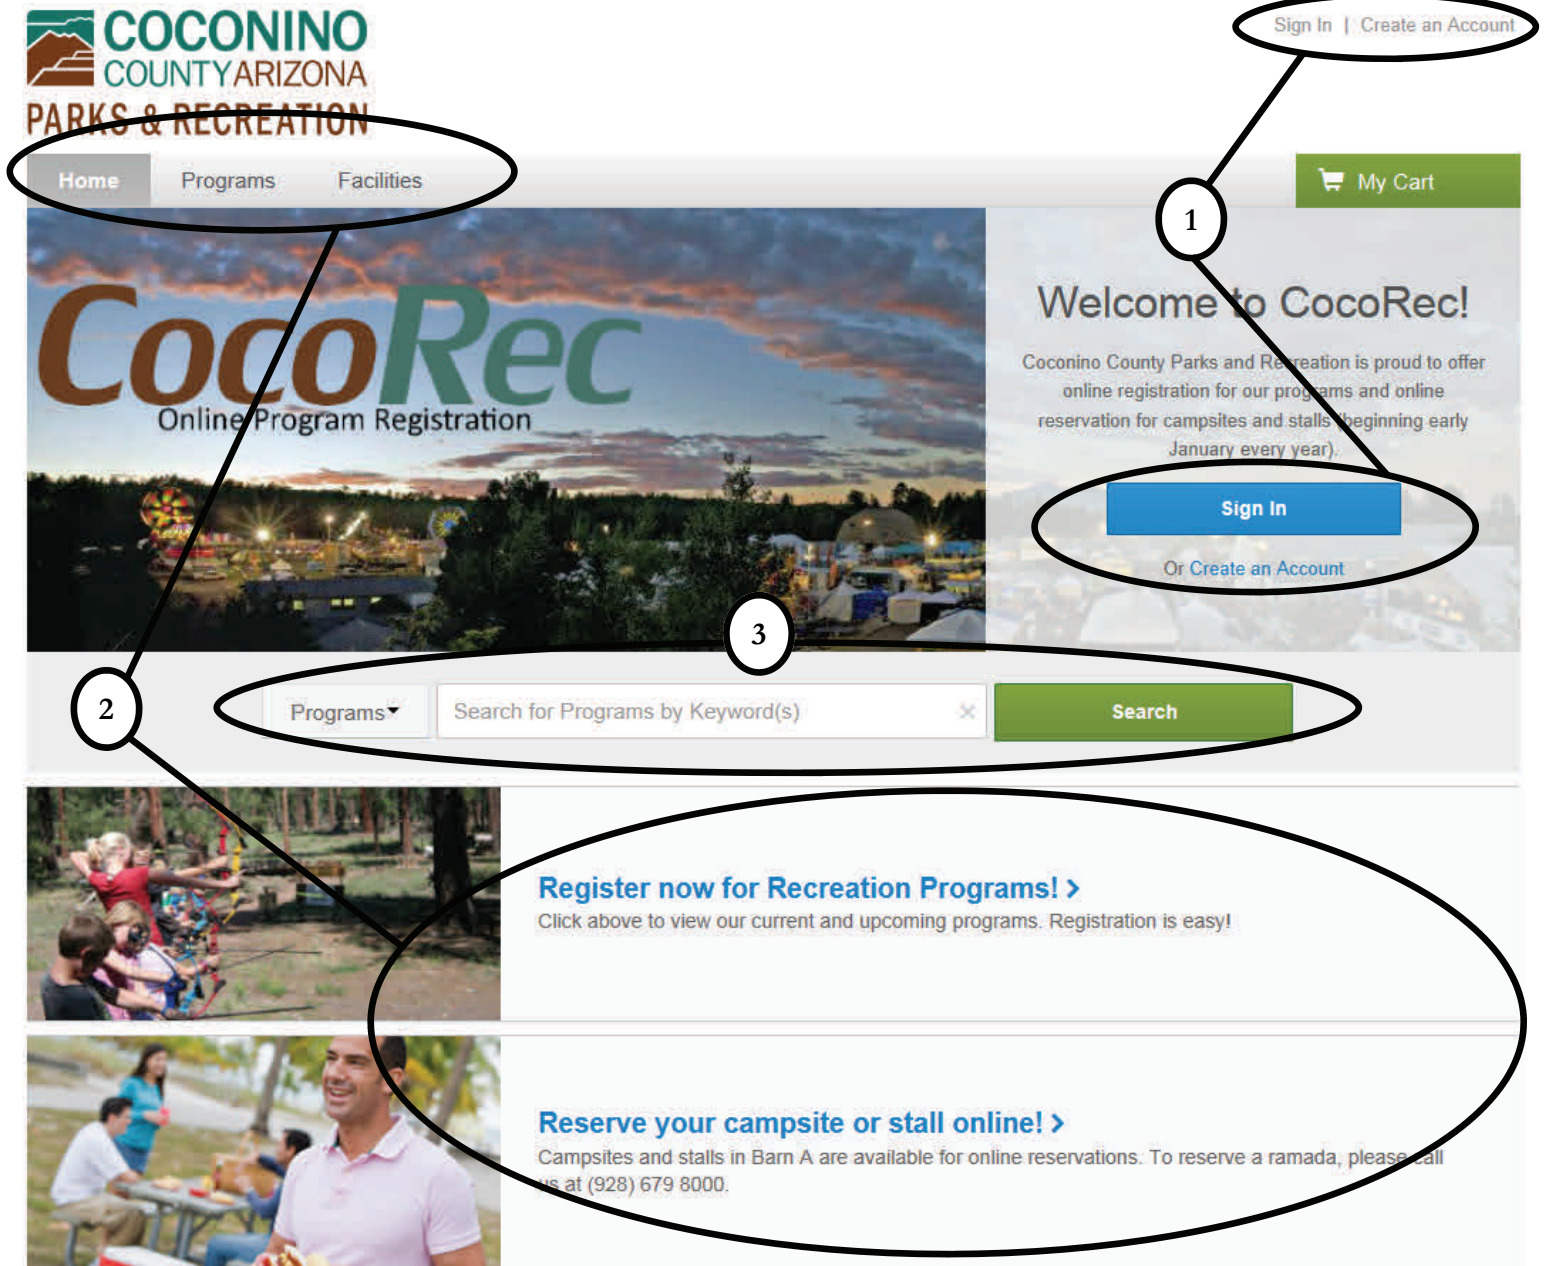 COCONINO
COUNTY ARIZONA
PARKS & RECREATION
Sign In | Create an Account
Home Programs Facilities
My Cart
1
CocoRec
Online Program Registration
Welcome to CocoRec!
Coconino County Parks and Recreation is proud to offer
online registration for our programs and online
reservation for campsites and stalls (beginning early
January every year).
Sign In
Or Create an Account
3
2
Programs
Search for Programs by Keyword(s)
Search
Register now for Recreation Programs! >
Click above to view our current and upcoming programs. Registration is easy!
Reserve your campsite or stall online! >
Campsites and stalls in Barn A are available for online reservations. To reserve a ramada, please call
us at (928) 679 8000.